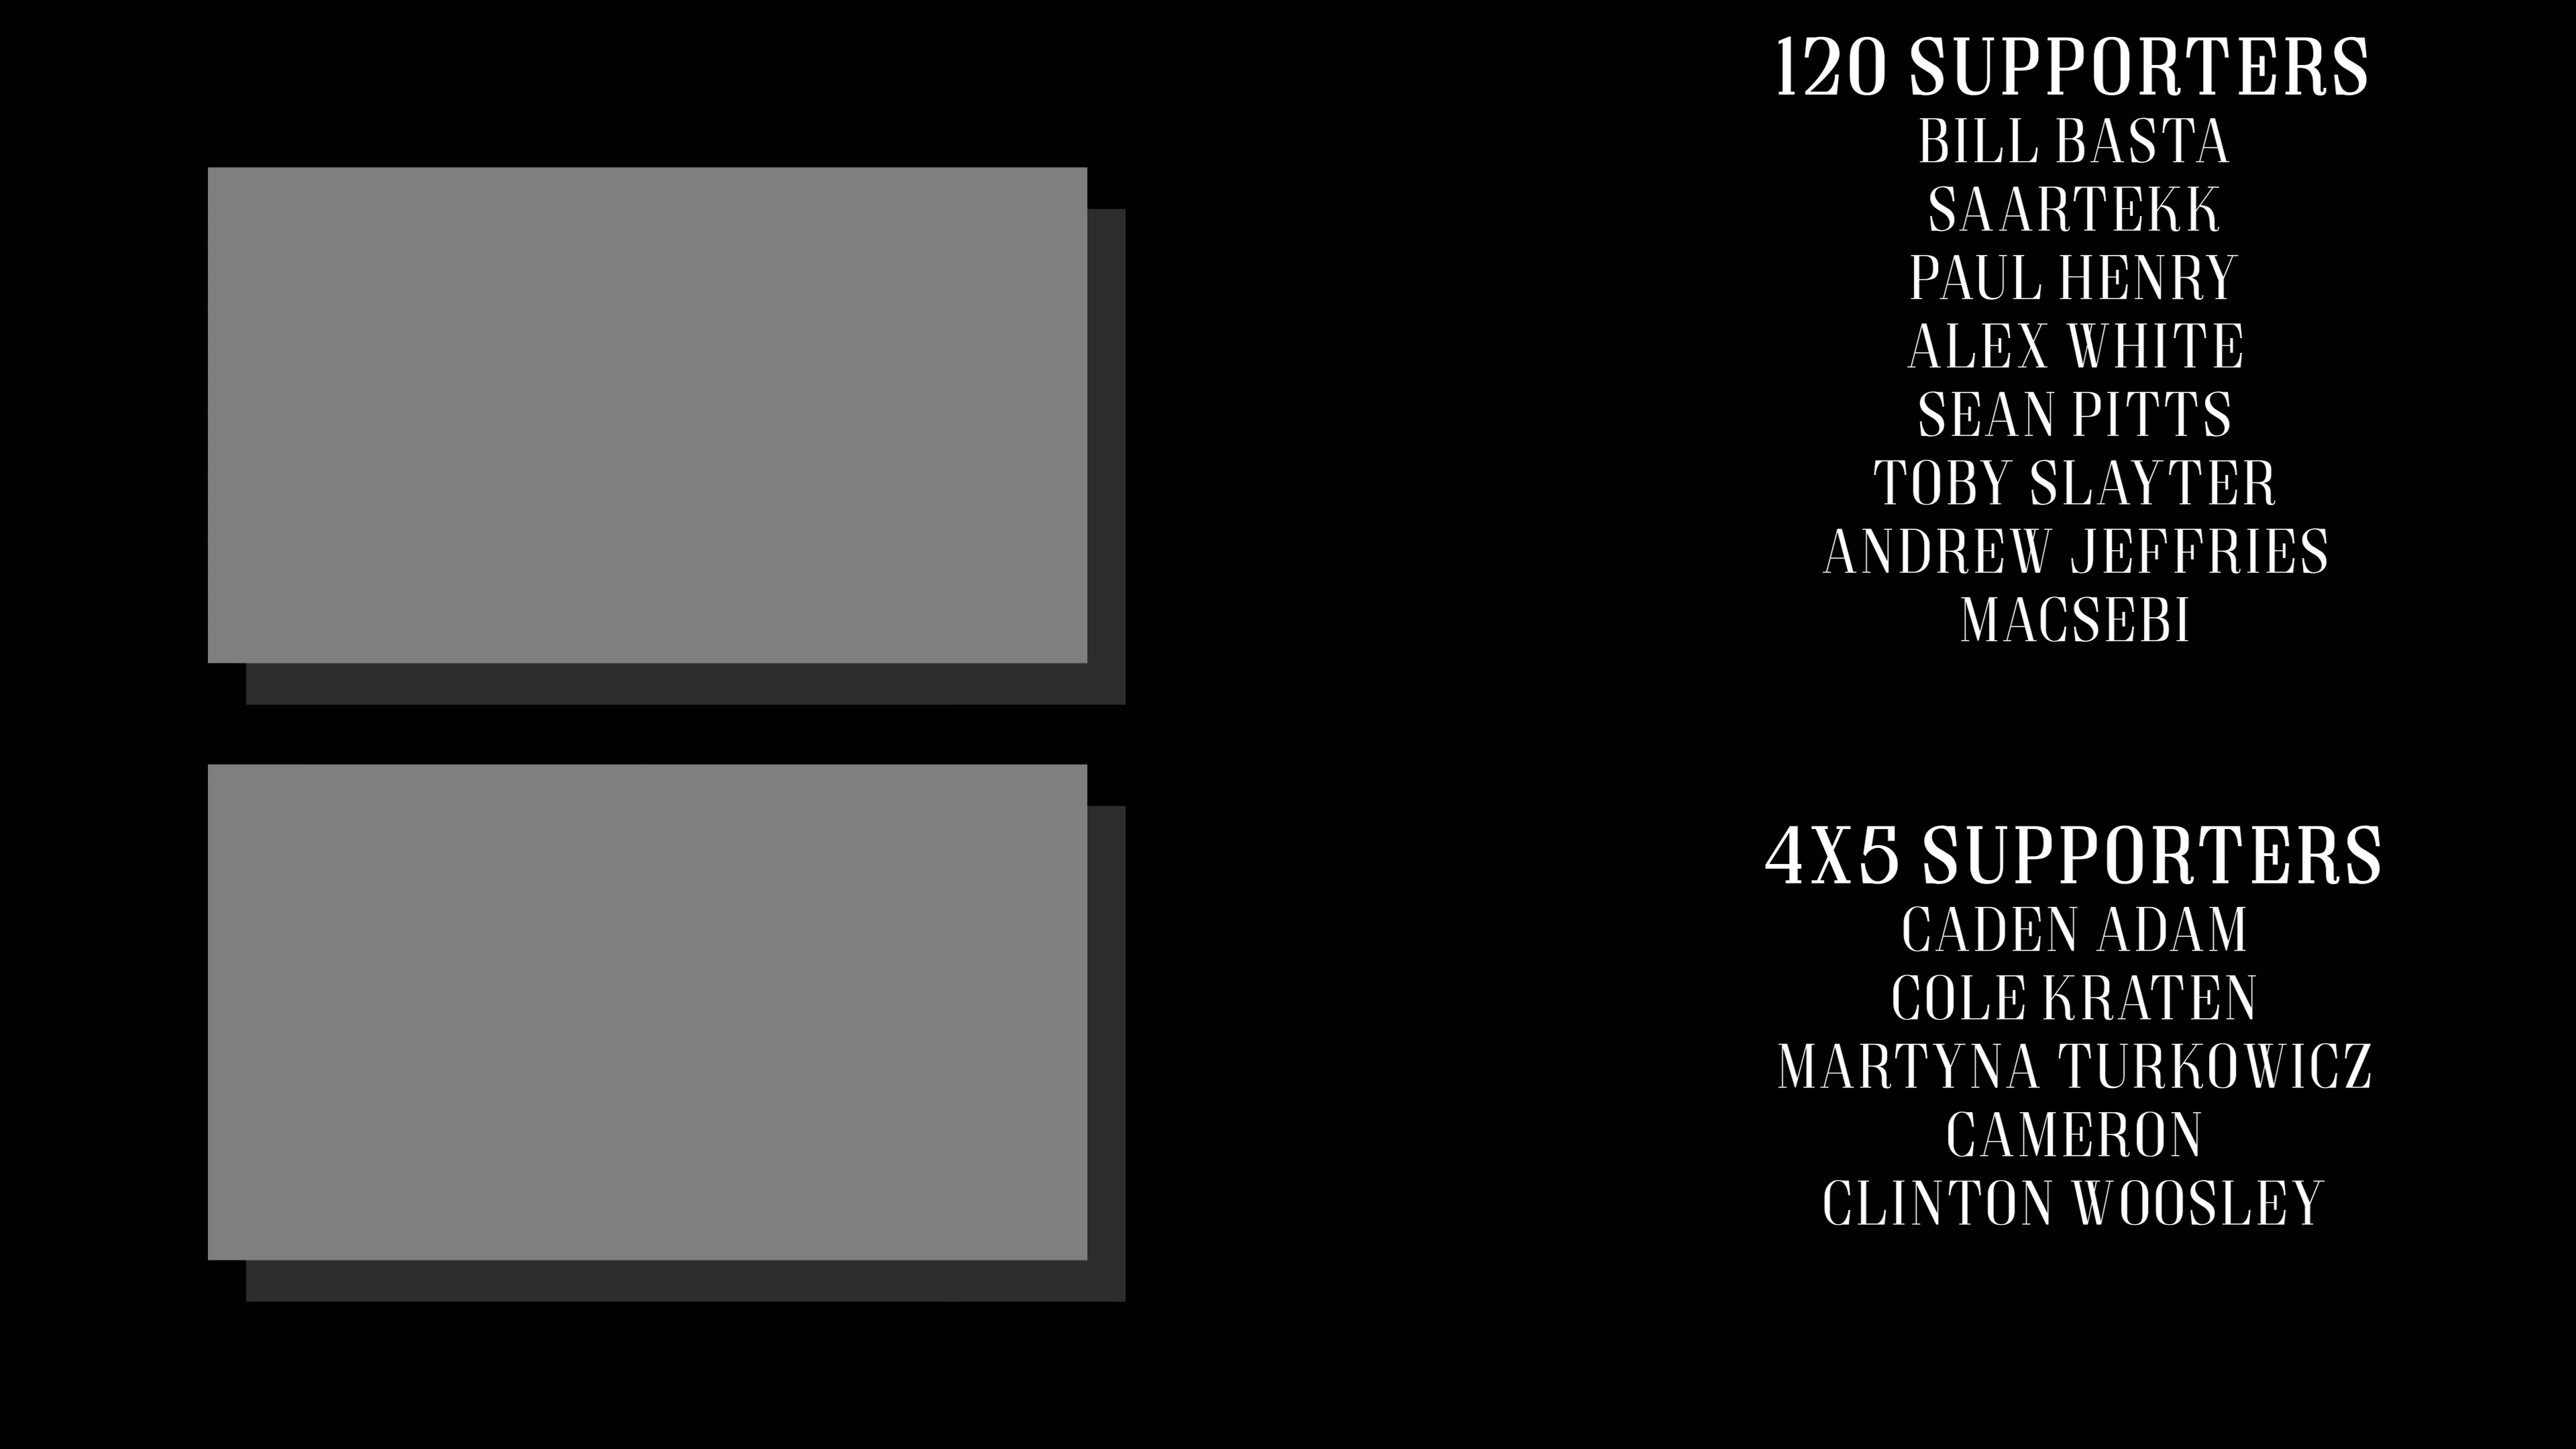 120 SUPPORTERS
BILL BASTA
SAARTEKK
PAUL HENRY
ALEX WHITE
SEAN PITTS
TOBY SLAYTER
ANDREW JEFFRIES
MACSEBI
4X5 SUPPORTERS
CADEN ADAM
COLE KRATEN
MARTYNA TURKOWICZ
CAMERON
CLINTON WOOSLEY